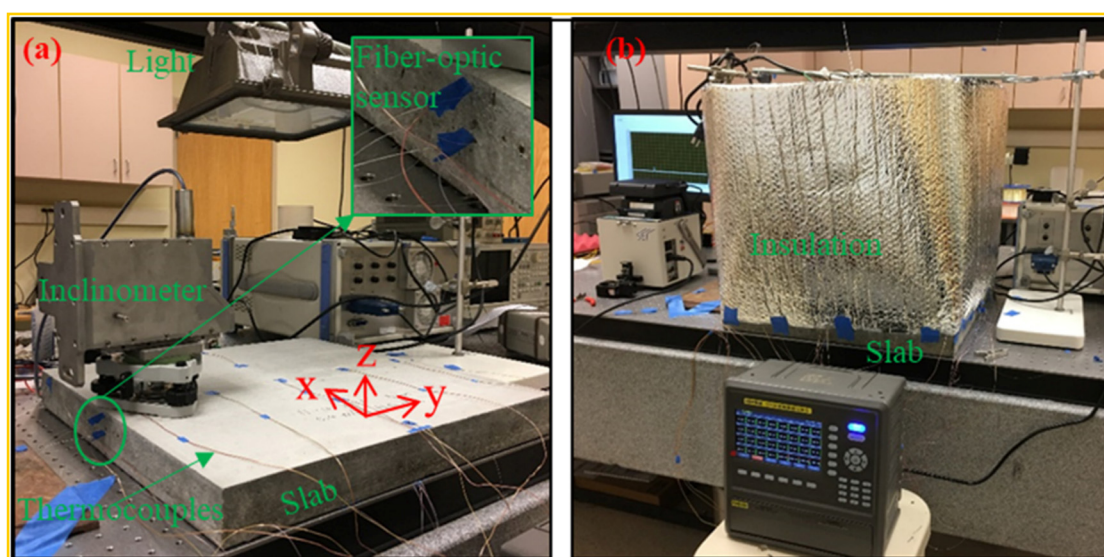 (a)
Light
Fiber-optic
sensor
Inclinometer
z
x
y
Thermocouples
Slab
(b)
Insulation
Slab